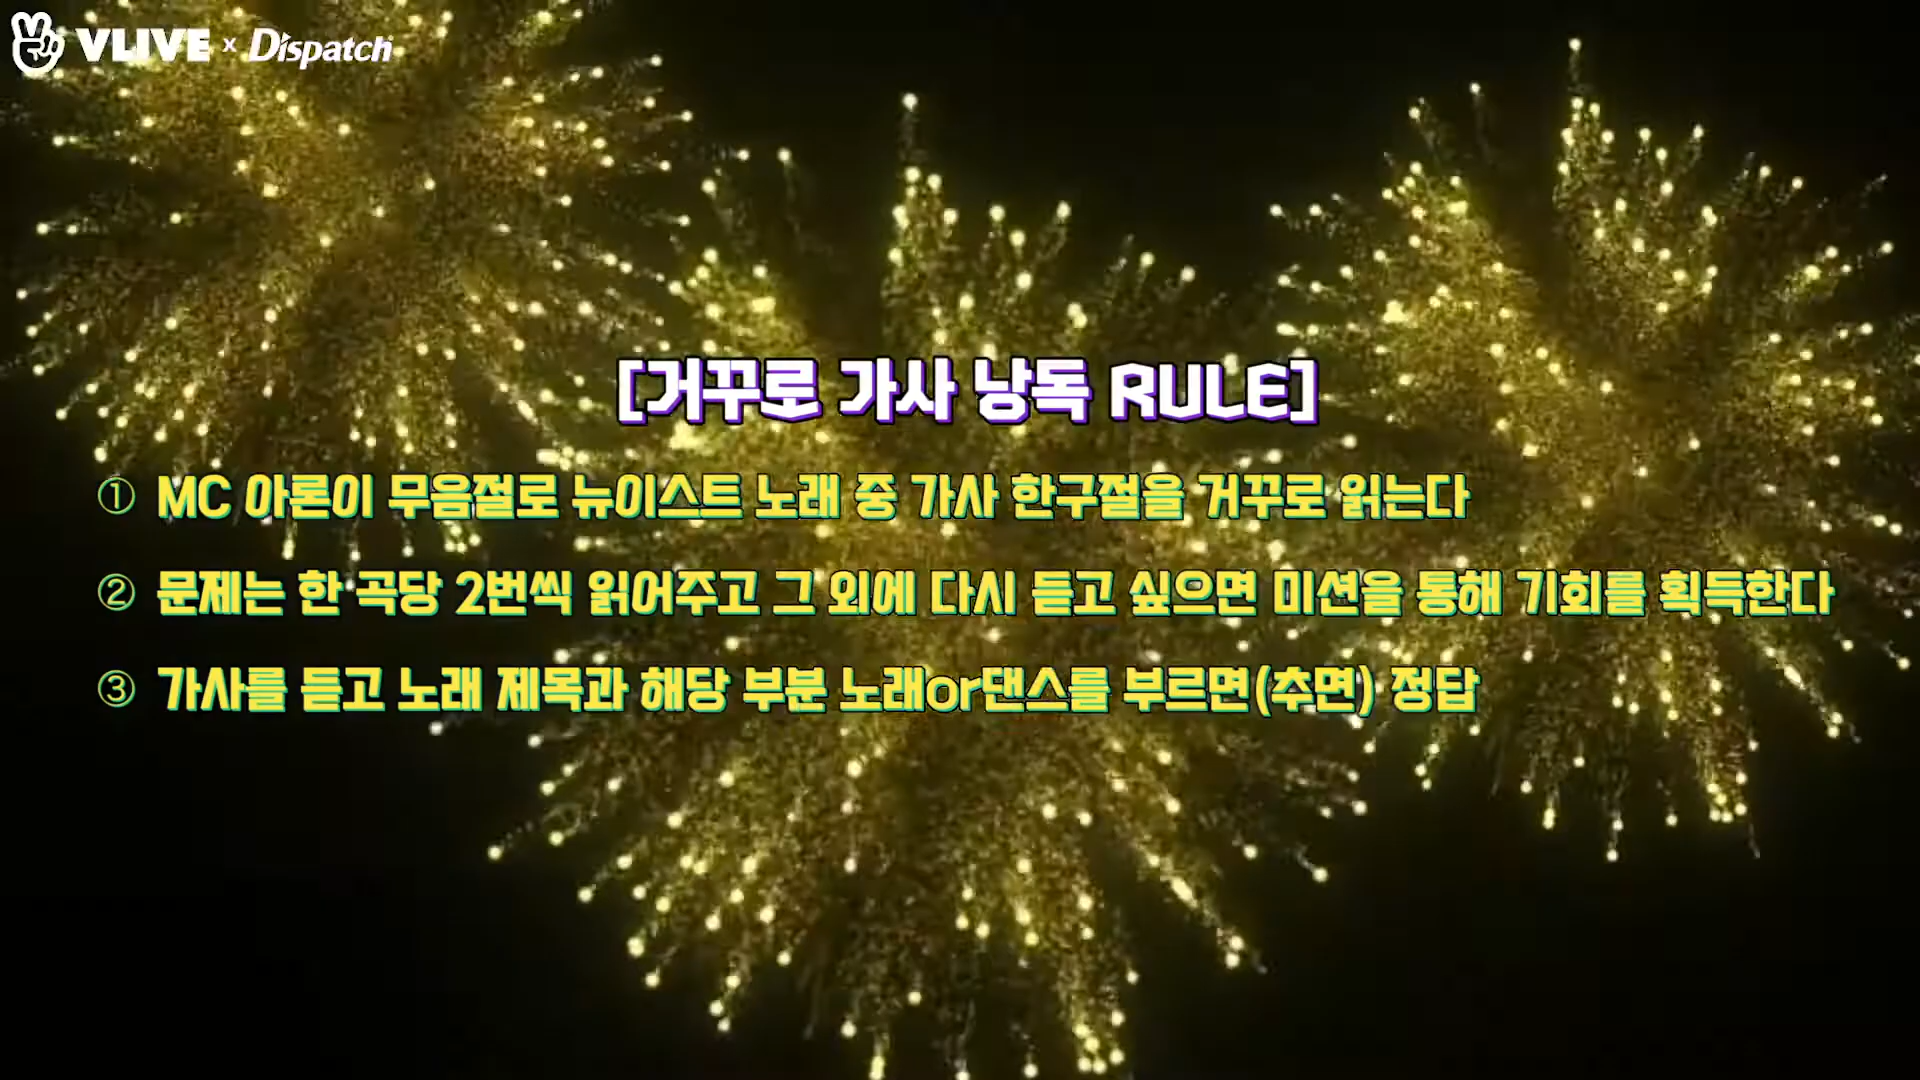 VLIVE x Dispatch
[거꾸로 가사 낭독 RULE]
① MC 아론이 무음절로 뉴이스트 노래 중 가사 한구절을 거꾸로 읽는다
② 문제는 한 곡당 2번씩 읽어주고 그 외에 다시 듣고 싶으면 미션을 통해 기회를 획득한다
③ 가사를 듣고 노래 제목과 해당 부분 노래or댄스를 부르면(추면) 정답